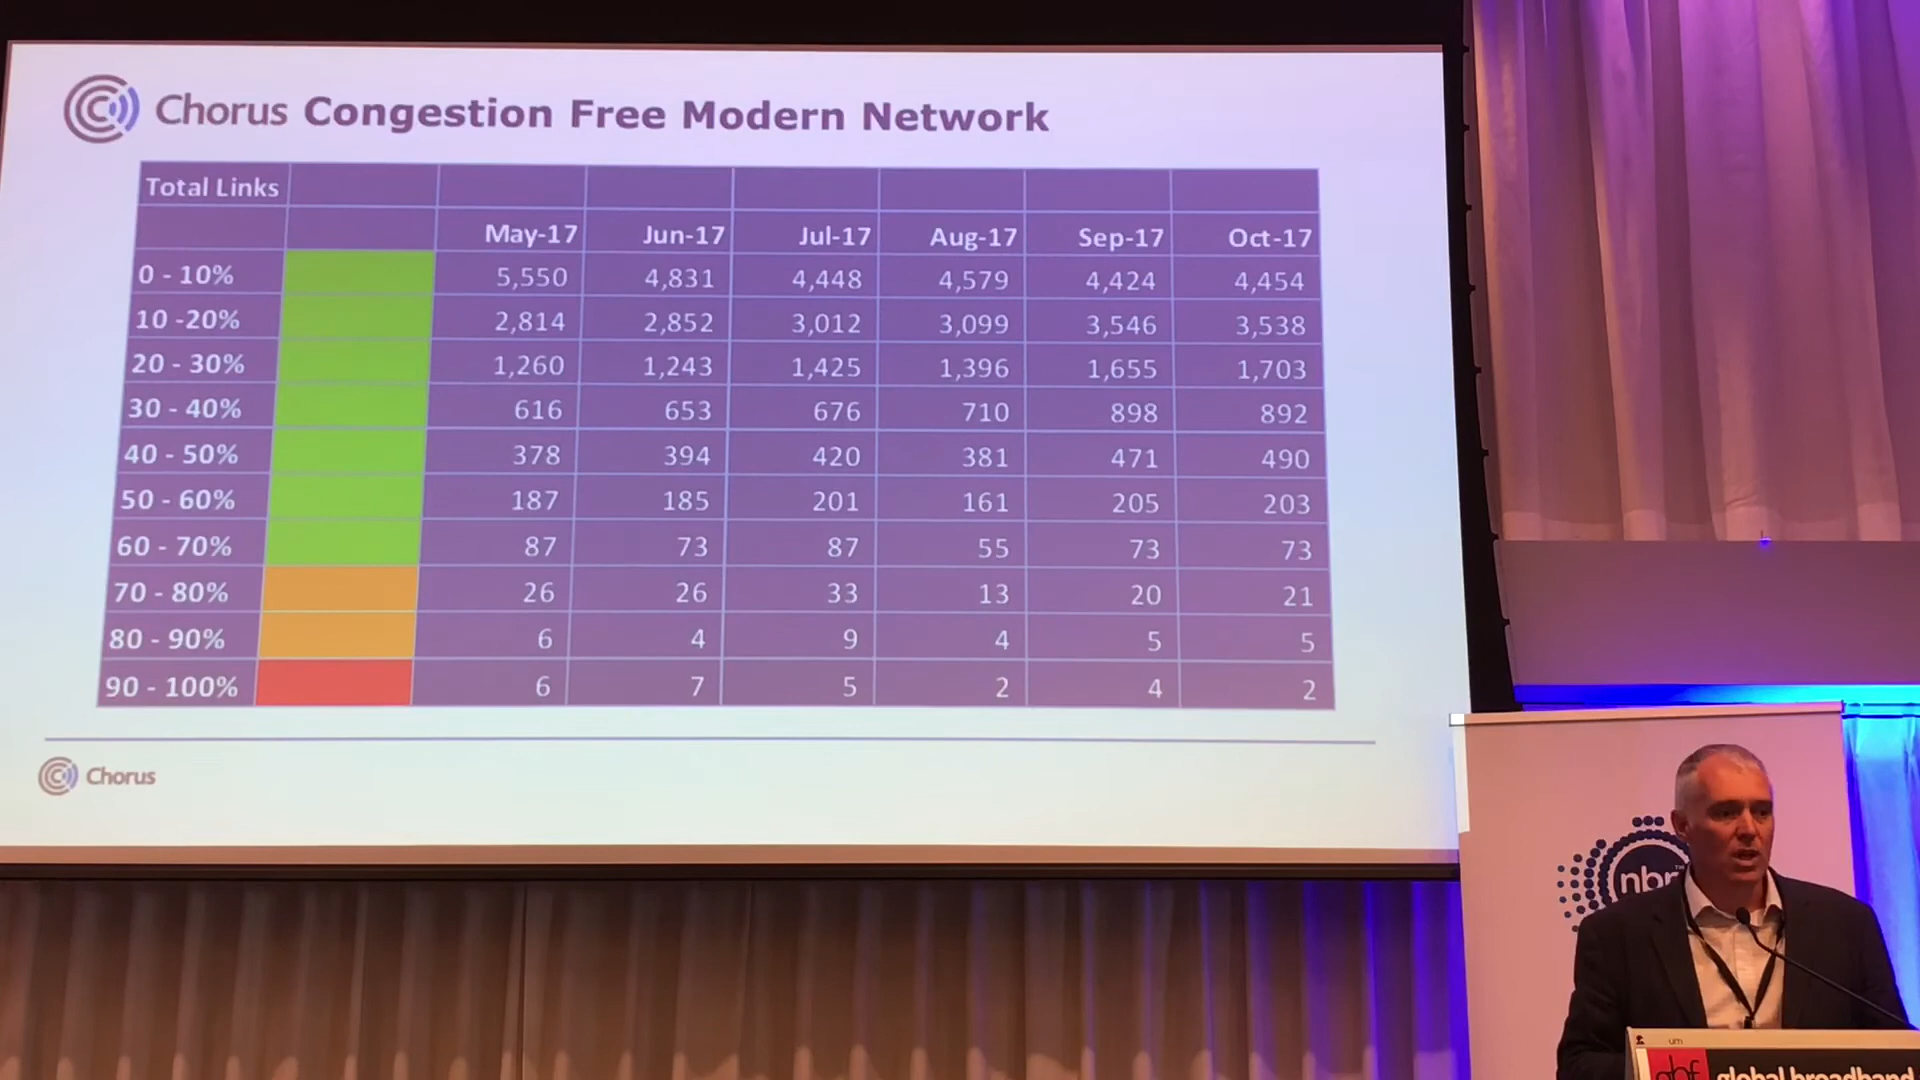 Chorus Congestion Free Modern Network
Total Links
May-17 Jun-17 Jul-17 Aug-17 Sep-17 Oct-17
0 - 10% 5,550 4,831 4,448 4,579 4,424 4,454
10 -20% 2,814 2,852 3,012 3,099 3,546 3,538
20 - 30% 1,260 1,243 1,425 1,396 1,655 1,703
30 - 40% 616 653 676 710 898 892
40 - 50% 378 394 420 381 471 490
50 - 60% 187 185 201 161 205 203
60 - 70% 87 73 87 55 73 73
70 - 80% 26 26 33 13 20 21
80 - 90% 6 4 9 4 5 5
90 - 100% 6 7 5 2 4 2
Chorus
nbn
um
gbf global broadband